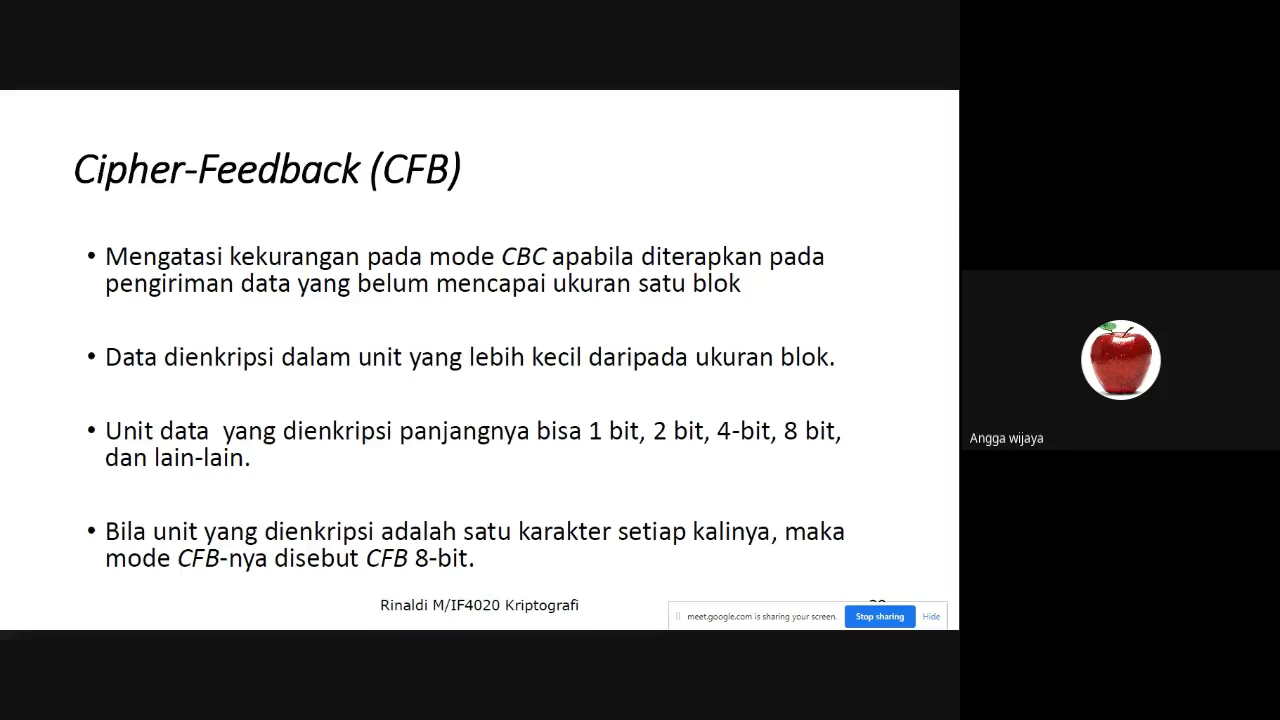 Cipher-Feedback (CFB)
• Mengatasi kekurangan pada mode CBC apabila diterapkan pada
pengiriman data yang belum mencapai ukuran satu blok
• Data dienkripsi dalam unit yang lebih kecil daripada ukuran blok.
• Unit data  yang dienkripsi panjangnya bisa 1 bit, 2 bit, 4-bit, 8 bit,
dan lain-lain.
• Bila unit yang dienkripsi adalah satu karakter setiap kalinya, maka
mode CFB-nya disebut CFB 8-bit.
Rinaldi M/IF4020 Kriptografi
meet.google.com is sharing your screen.
Stop sharing
Hide
Angga wijaya